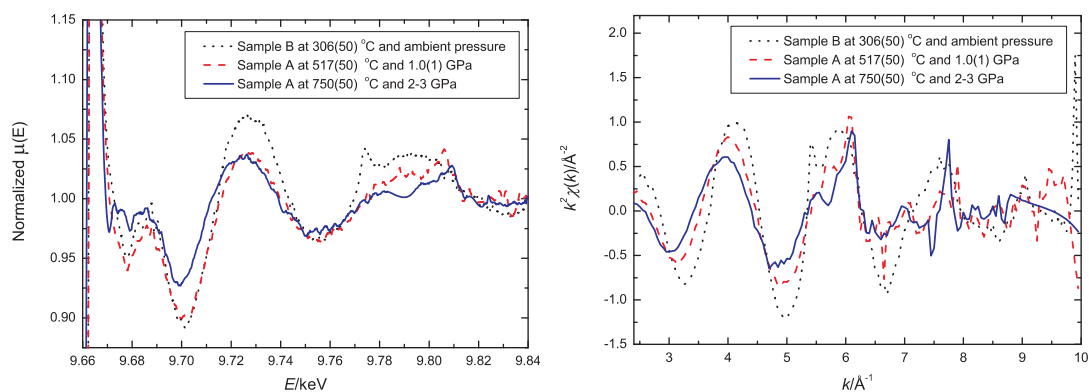 1.15
1.10
1.05
1.00
0.95
0.90
Normalized μ(E)
Sample B at 306(50) °C and ambient pressure
Sample A at 517(50) °C and 1.0(1) GPa
Sample A at 750(50) °C and 2-3 GPa
9.66 9.68 9.70 9.72 9.74 9.76 9.78 9.80 9.82 9.84
E/keV
2.0
1.5
1.0
0.5
0.0
-0.5
-1.0
-1.5
k²χ(k)/Å⁻²
Sample B at 306(50) °C and ambient pressure
Sample A at 517(50) °C and 1.0(1) GPa
Sample A at 750(50) °C and 2-3 GPa
3 4 5 6 7 8 9 10
k/Å⁻¹